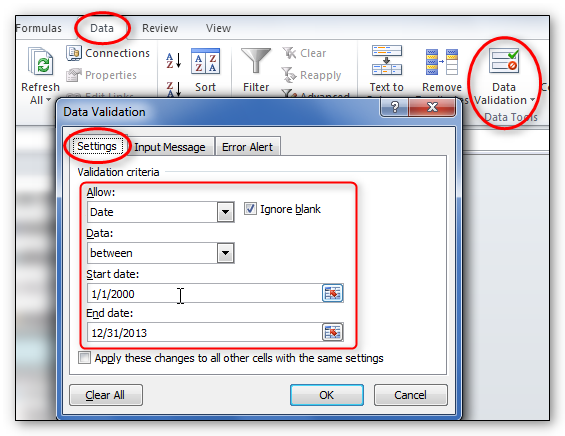 Formulas Data Review View
Connections
Properties
Edit Links
Refresh
All
Sort
Filter
Clear
Reapply
Advanced
Text to
Remove
Data
Validation
Data Tools
Data Validation
Settings Input Message Error Alert
Validation criteria
Allow:
Date Ignore blank
Data:
between
Start date:
1/1/2000
End date:
12/31/2013
Apply these changes to all other cells with the same settings
Clear All OK Cancel